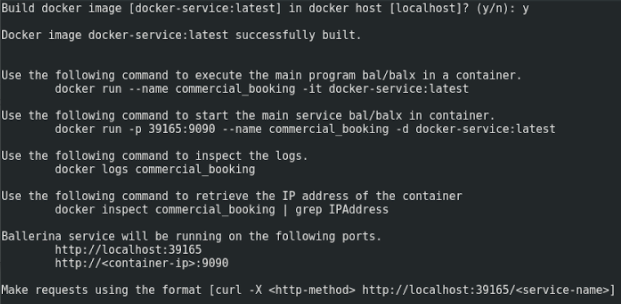 Build docker image [docker-service:latest] in docker host [localhost]? (y/n): y
Docker image docker-service:latest successfully built.
Use the following command to execute the main program bal/balx in a container.
docker run --name commercial_booking -it docker-service:latest
Use the following command to start the main service bal/balx in container.
docker run -p 39165:9090 --name commercial_booking -d docker-service:latest
Use the following command to inspect the logs.
docker logs commercial_booking
Use the following command to retrieve the IP address of the container
docker inspect commercial_booking | grep IPAddress
Ballerina service will be running on the following ports.
http://localhost:39165
http://<container-ip>:9090
Make requests using the format [curl -X <http-method> http://localhost:39165/<service-name>]